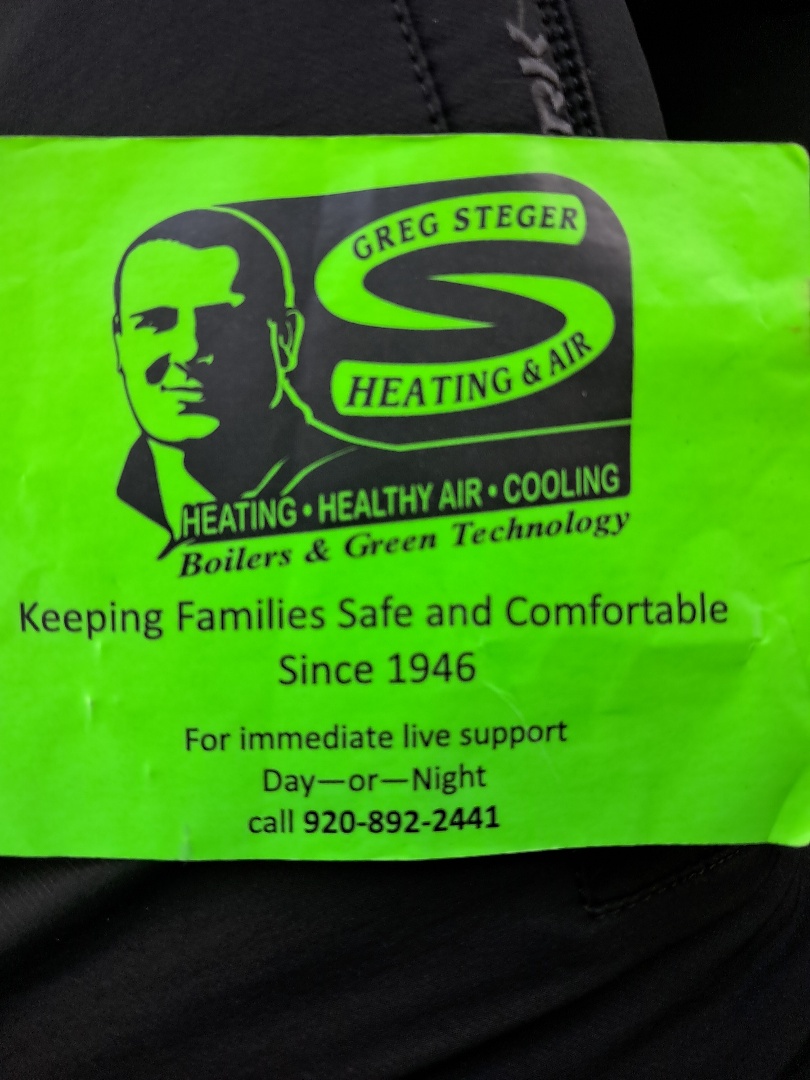 GREG STEGER
HEATING & AIR
HEATING • HEALTHY AIR • COOLING
Boilers & Green Technology
Keeping Families Safe and Comfortable
Since 1946
For immediate live support
Day—or—Night
call 920-892-2441